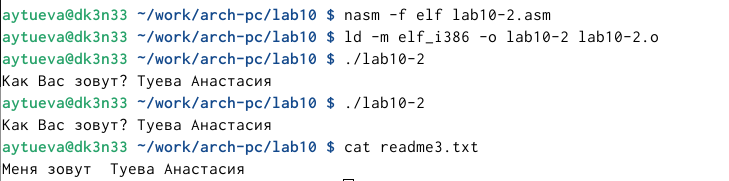 aytueva@dk3n33 ~/work/arch-pc/lab10 $ nasm -f elf lab10-2.asm
aytueva@dk3n33 ~/work/arch-pc/lab10 $ ld -m elf_i386 -o lab10-2 lab10-2.o
aytueva@dk3n33 ~/work/arch-pc/lab10 $ ./lab10-2
Как Вас зовут? Туева Анастасия
aytueva@dk3n33 ~/work/arch-pc/lab10 $ ./lab10-2
Как Вас зовут? Туева Анастасия
aytueva@dk3n33 ~/work/arch-pc/lab10 $ cat readme3.txt
Меня зовут  Туева Анастасия